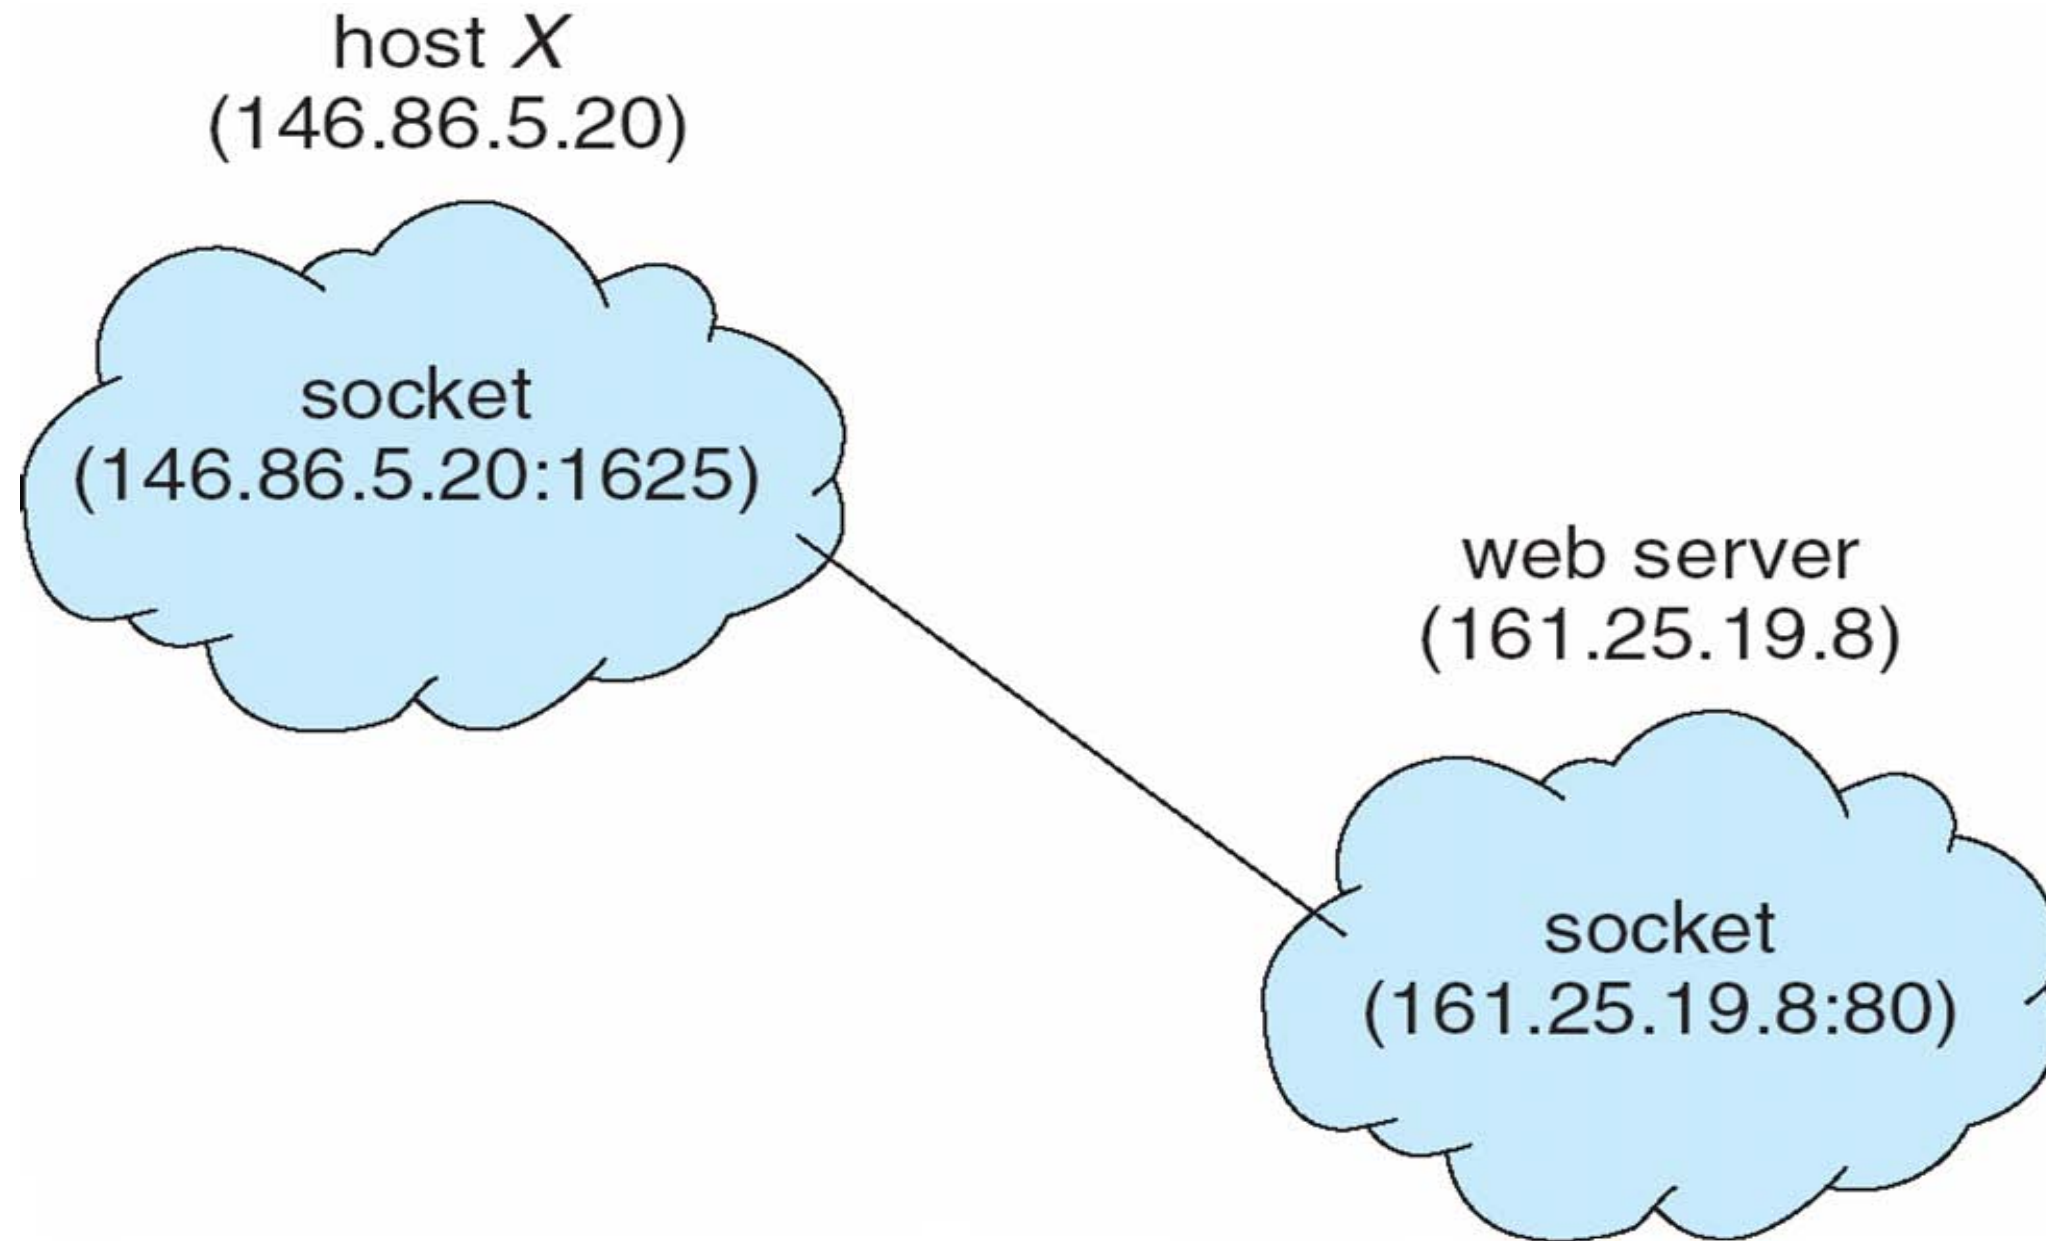 host X
(146.86.5.20)
socket
(146.86.5.20:1625)
web server
(161.25.19.8)
socket
(161.25.19.8:80)